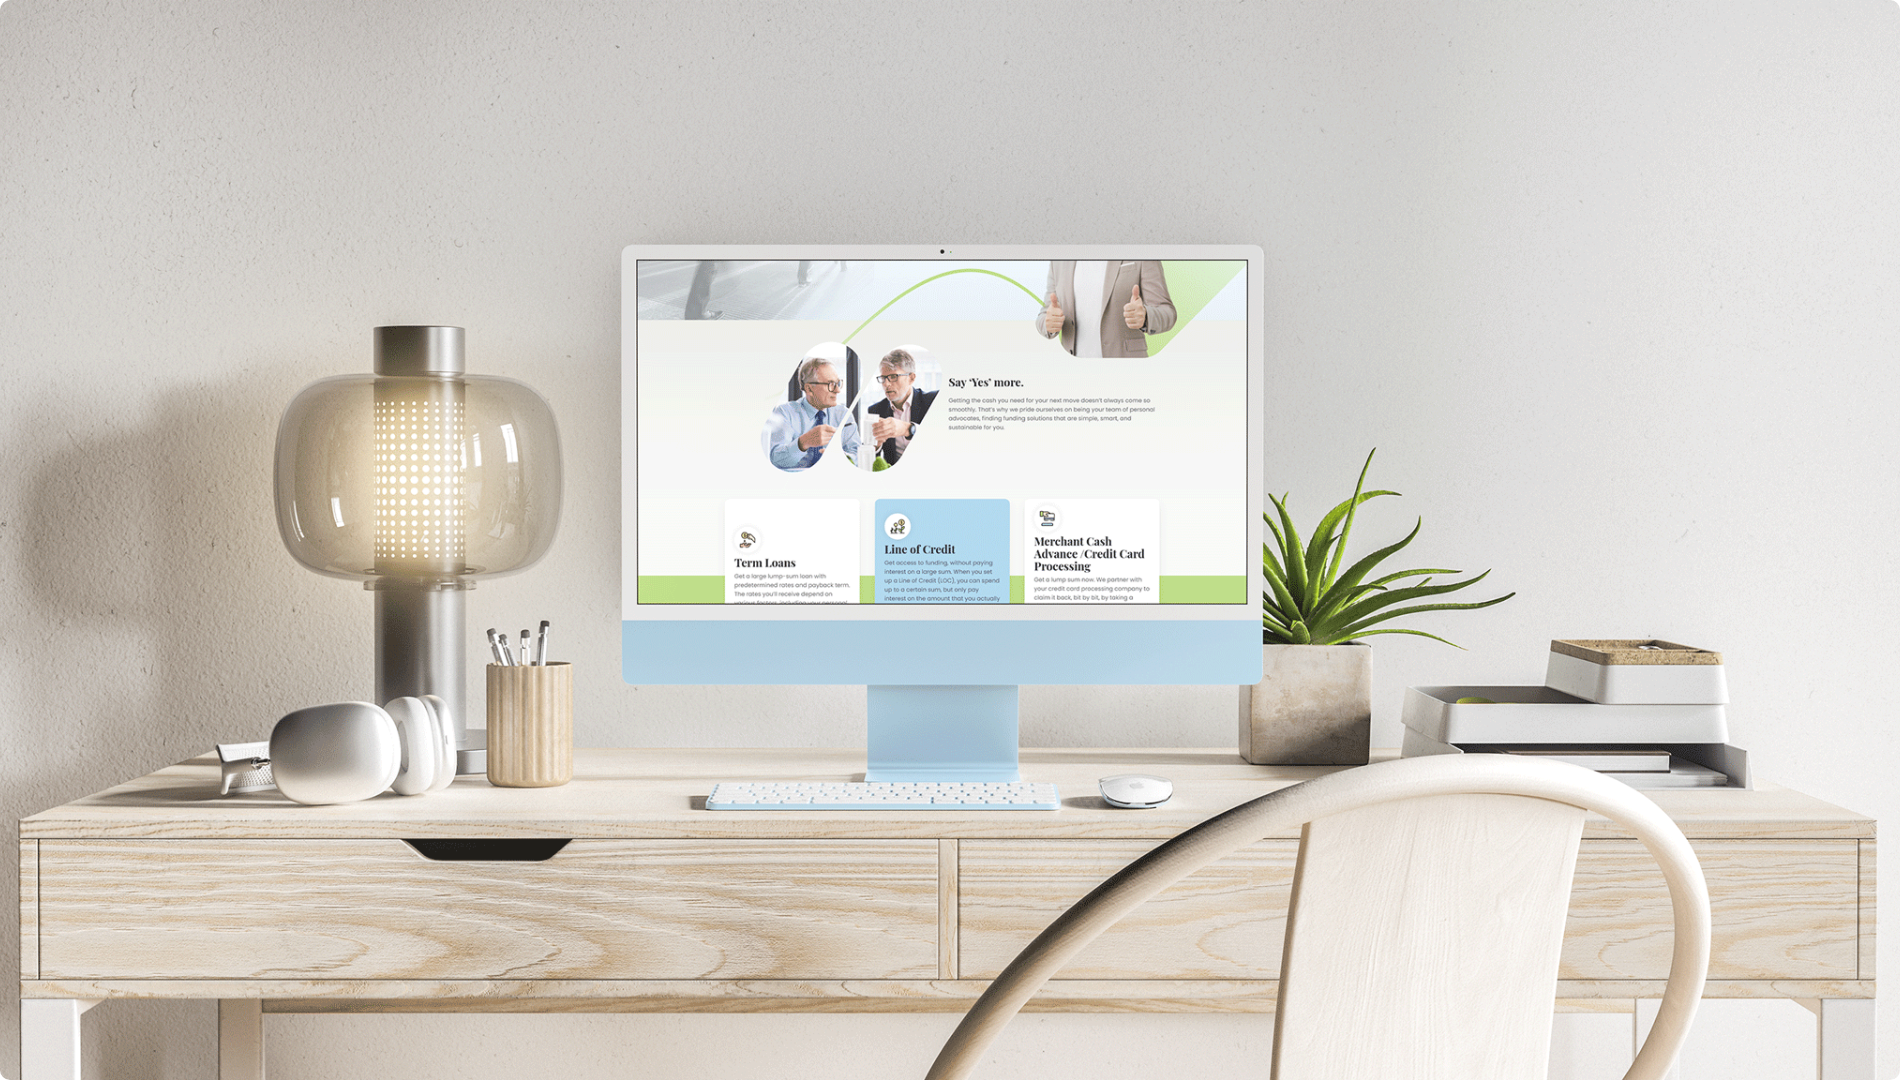 Say ‘Yes’ more.
Getting the cash you need for your next move doesn't always come so
smoothly. That's why we pride ourselves on being your team of personal
advocates, finding funding solutions that are simple, smart, and
sustainable for you.
Term Loans
Get a large lump-sum loan with
predetermined rates and payback term.
The rates you'll receive depend on
various factors, including your personal
Line of Credit
Get access to funding, without paying
interest on a large sum. When you set
up a Line of Credit (LOC), you can spend
up to a certain sum, but only pay
interest on the amount that you actually
Merchant Cash
Advance /Credit Card
Processing
Get a lump sum now. We partner with
your credit card processing company to
claim it back, bit by bit, by taking a